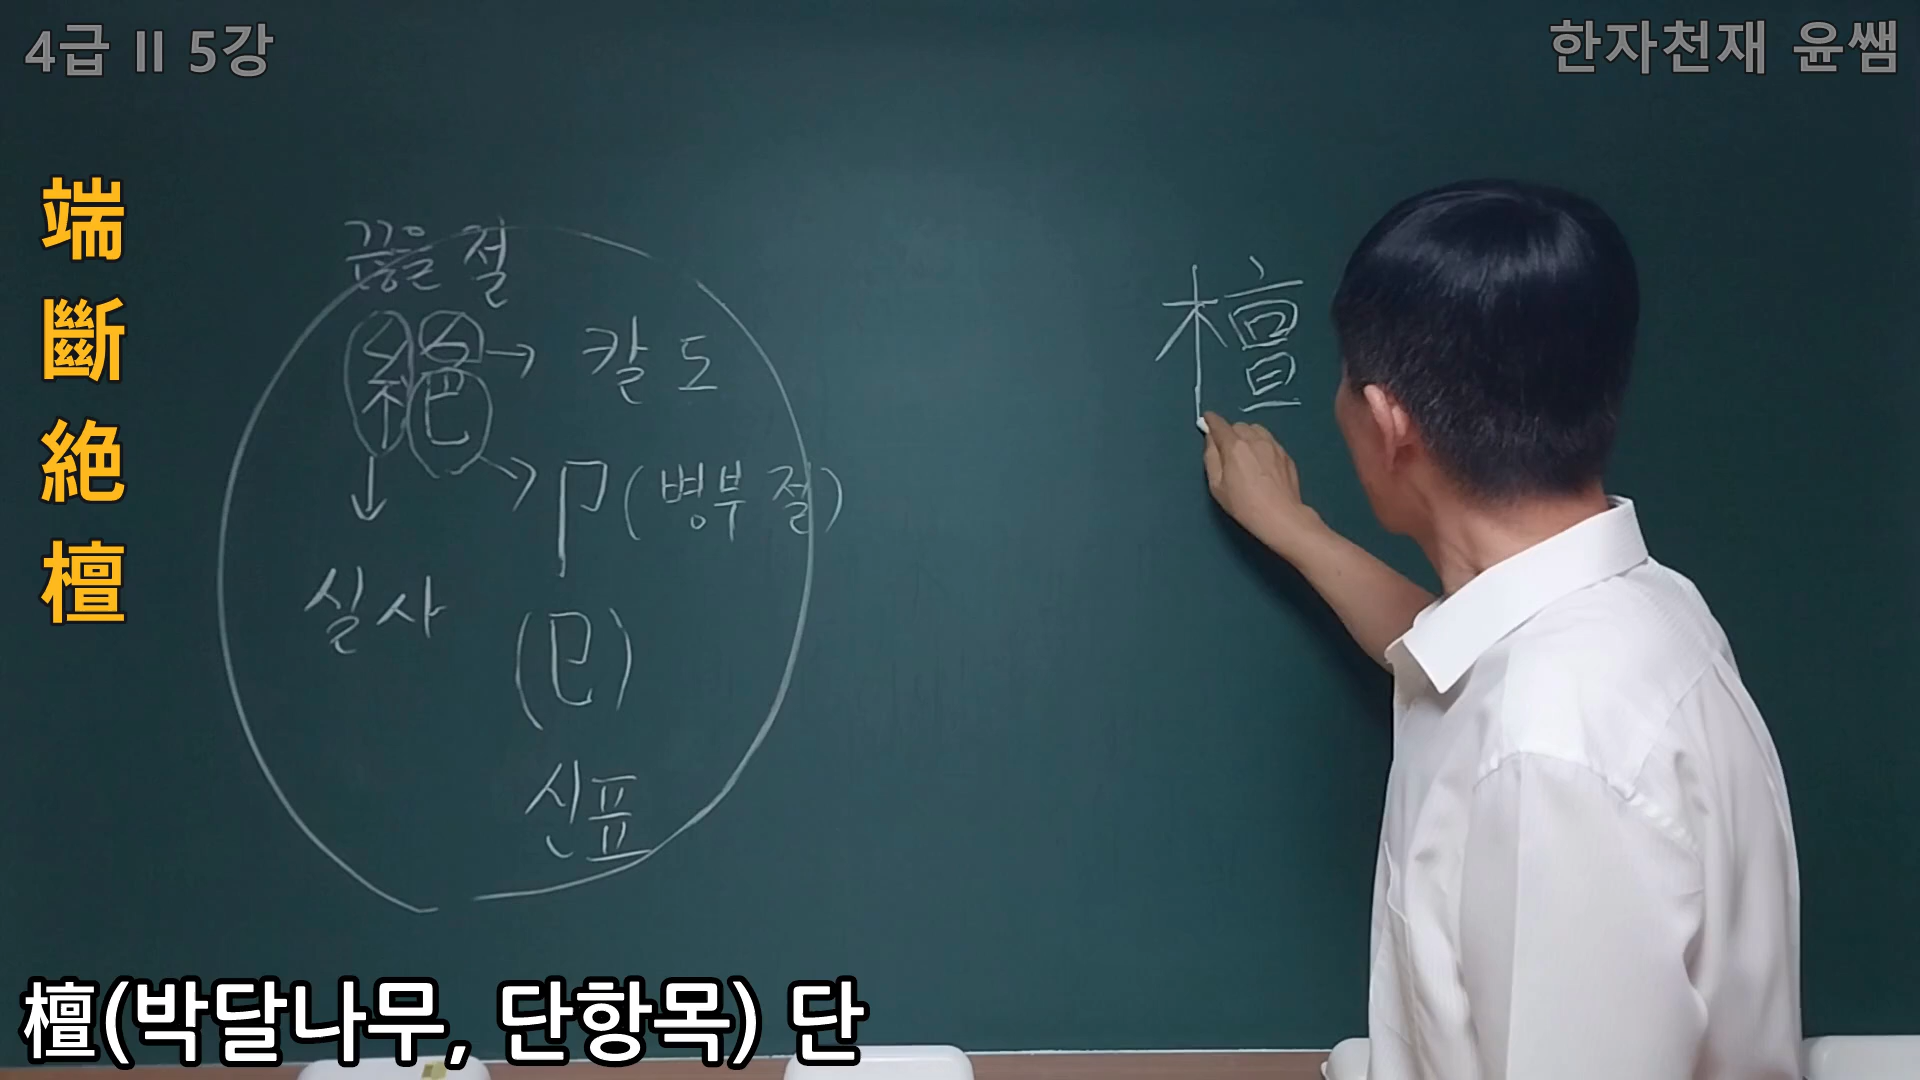 4급 II 5강
한자천재 윤쌤
端
斷
絶
檀
끊을 절
絕 → 칼 도
→ 卩(병부 절)
↓
실사
(㔾)
신표
檀
檀(박달나무, 단향목) 단